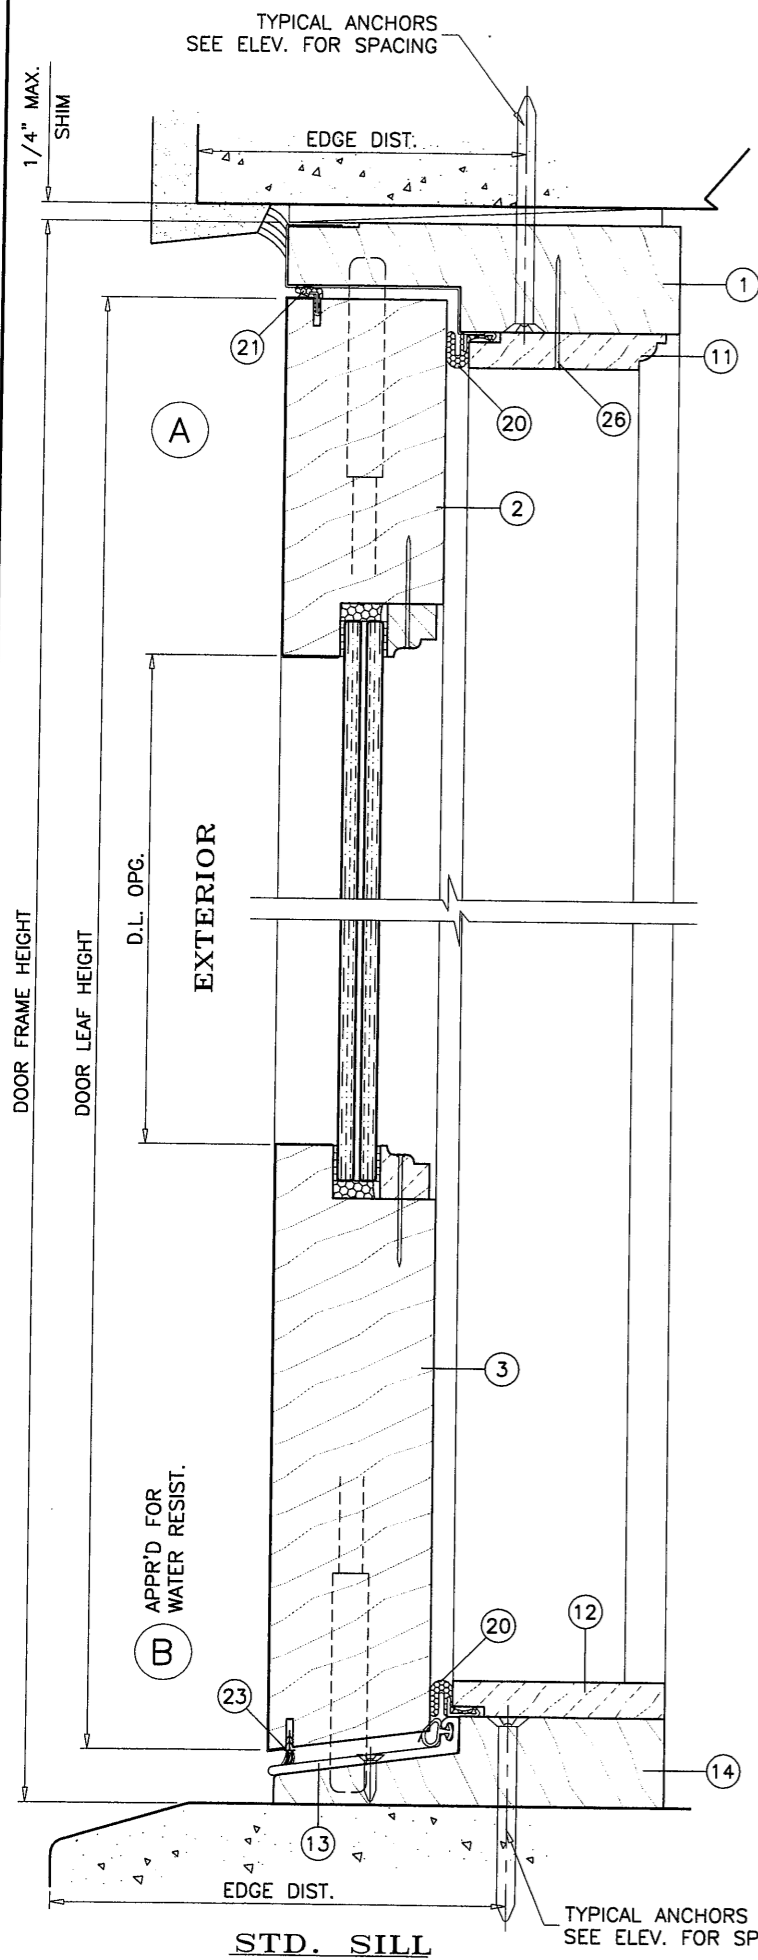 TYPICAL ANCHORS
SEE ELEV. FOR SPACING
1/4" MAX.
SHIM
EDGE DIST.
1
21
11
20
26
A
2
D.L. OPG.
EXTERIOR
DOOR FRAME HEIGHT
DOOR LEAF HEIGHT
3
APPR'D FOR
WATER RESIST.
B
12
20
23
14
13
EDGE DIST.
TYPICAL ANCHORS
SEE ELEV. FOR SP
STD. SILL